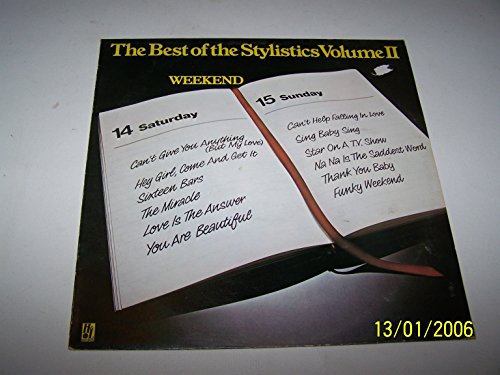 The Best of the Stylistics Volume II
WEEKEND
14 Saturday
Can't Give You Anything
(But My Love)
Hey Girl, Come And Get It
Sixteen Bars
The Miracle
Love Is The Answer
You Are Beautiful
15 Sunday
Can't Help Falling In Love
Sing Baby Sing
Star On A T.V. Show
Na Na Is The Saddest Word
Thank You Baby
Funky Weekend
13/01/2006